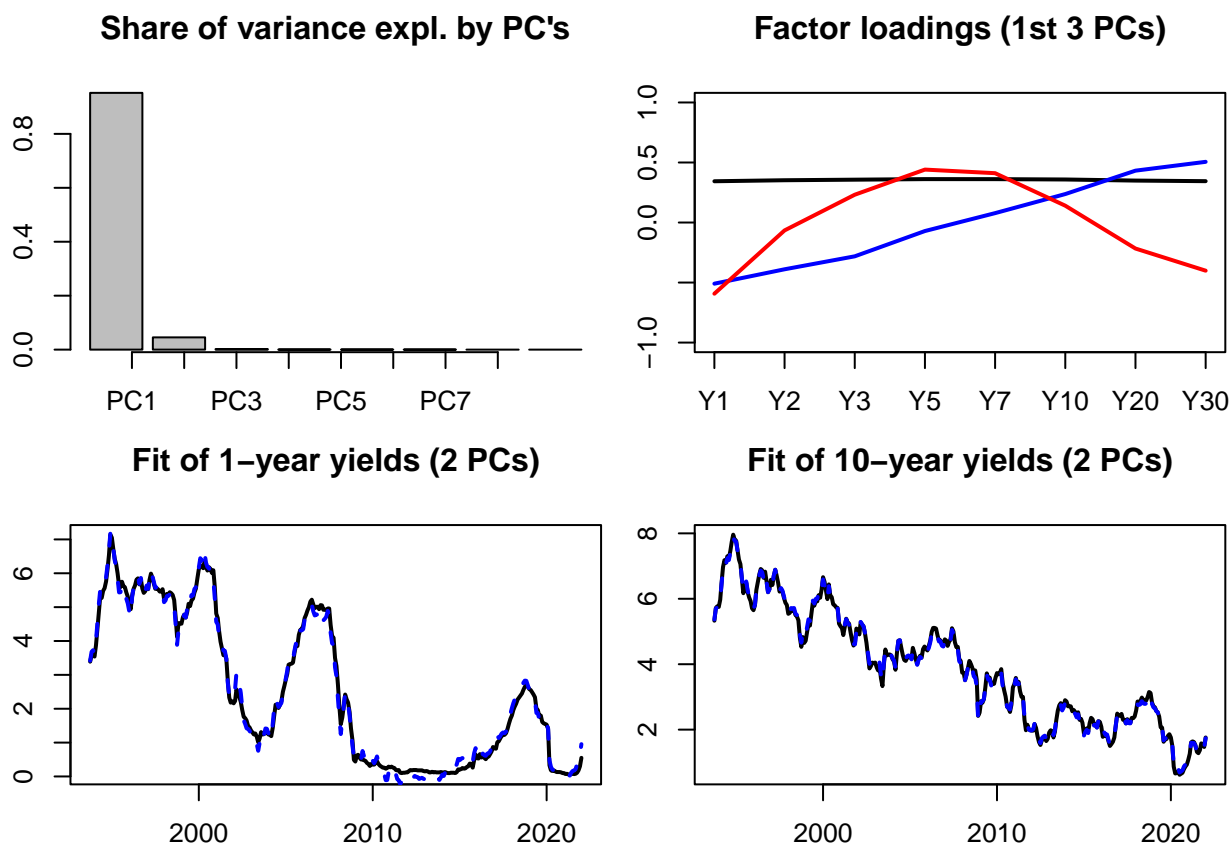 Share of variance expl. by PC's
0.0 0.4 0.8
PC1 PC3 PC5 PC7
Factor loadings (1st 3 PCs)
−1.0 0.0 0.5 1.0
Y1 Y2 Y3 Y5 Y7 Y10 Y20 Y30
Fit of 1−year yields (2 PCs)
0 2 4 6
2000 2010 2020
Fit of 10−year yields (2 PCs)
2 4 6 8
2000 2010 2020